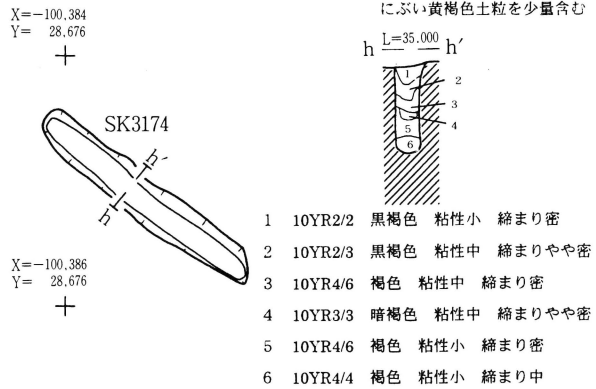 にぶい黄褐色土粒を少量含む
X=-100,384
Y= 28,676
h L=35.000 h′
1
2
3
4
5
6
SK3174
h′
h
X=-100,386
Y= 28,676
1 10YR2/2 黒褐色 粘性小 締まり密
2 10YR2/3 黒褐色 粘性中 締まりやや密
3 10YR4/6 褐色 粘性中 締まり密
4 10YR3/3 暗褐色 粘性中 締まりやや密
5 10YR4/6 褐色 粘性小 締まり密
6 10YR4/4 褐色 粘性小 締まり中